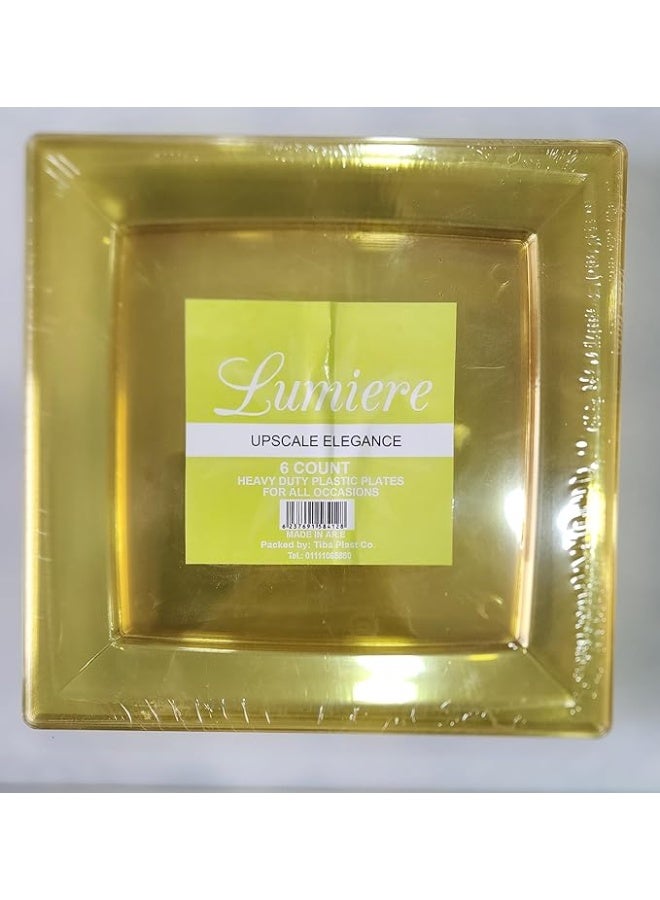 Lumiere
UPSCALE ELEGANCE
6 COUNT
HEAVY DUTY PLASTIC PLATES
FOR ALL OCCASIONS
MADE IN A.R.E
Packed by: Tiba Plast Co.